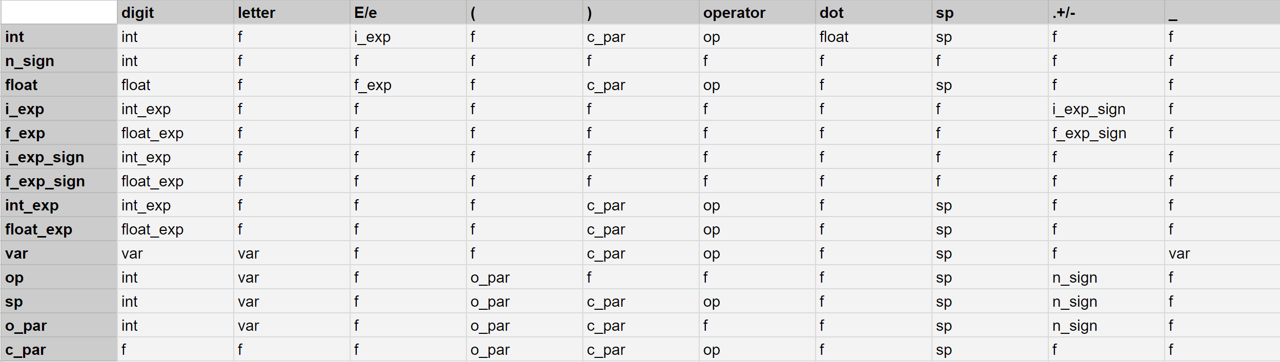 digit letter E/e ( ) operator dot sp .+/- _
int int f i_exp f c_par op float sp f f
n_sign int f f f f f f f f f
float float f f_exp f c_par op f sp f f
i_exp int_exp f f f f f f f i_exp_sign f
f_exp float_exp f f f f f f f f_exp_sign f
i_exp_sign int_exp f f f f f f f f f
f_exp_sign float_exp f f f f f f f f f
int_exp int_exp f f f c_par op f sp f f
float_exp float_exp f f f c_par op f sp f f
var var var f f c_par op f sp f var
op int var f o_par f f f sp n_sign f
sp int var f o_par c_par op f sp n_sign f
o_par int var f o_par c_par f f sp n_sign f
c_par f f f o_par c_par op f sp f f